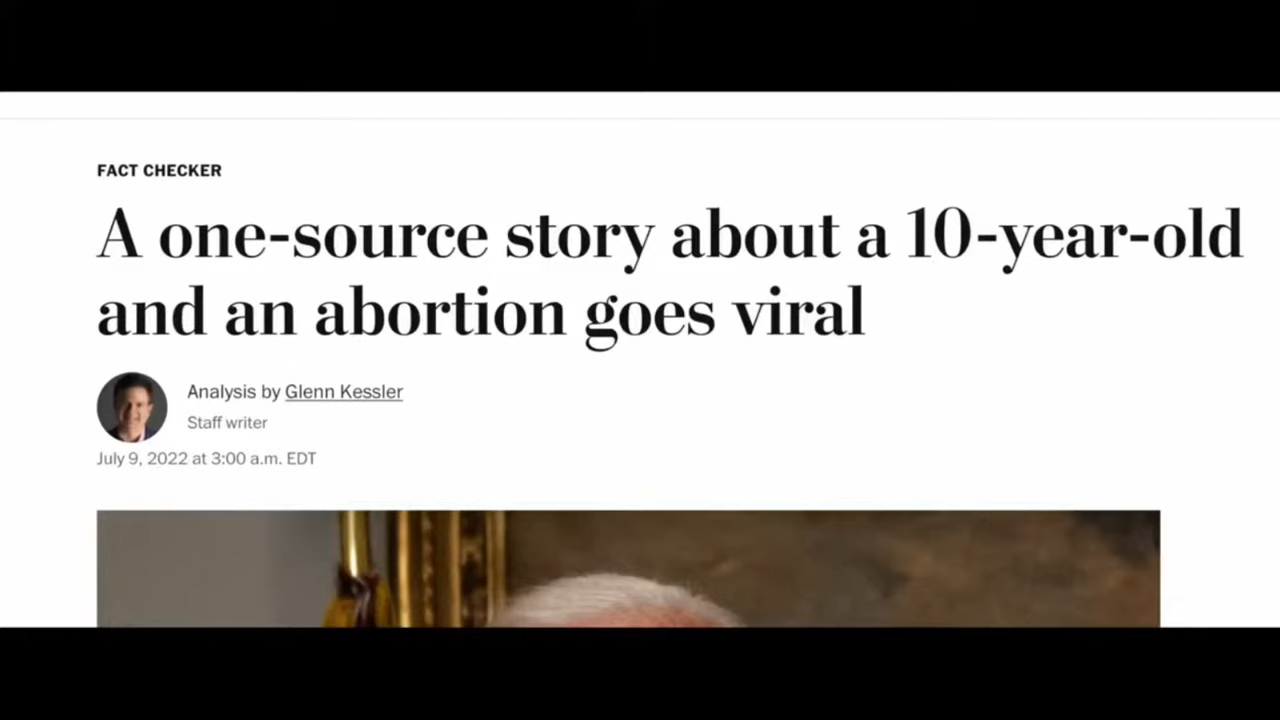 FACT CHECKER
A one-source story about a 10-year-old
and an abortion goes viral
Analysis by Glenn Kessler
Staff writer
July 9, 2022 at 3:00 a.m. EDT